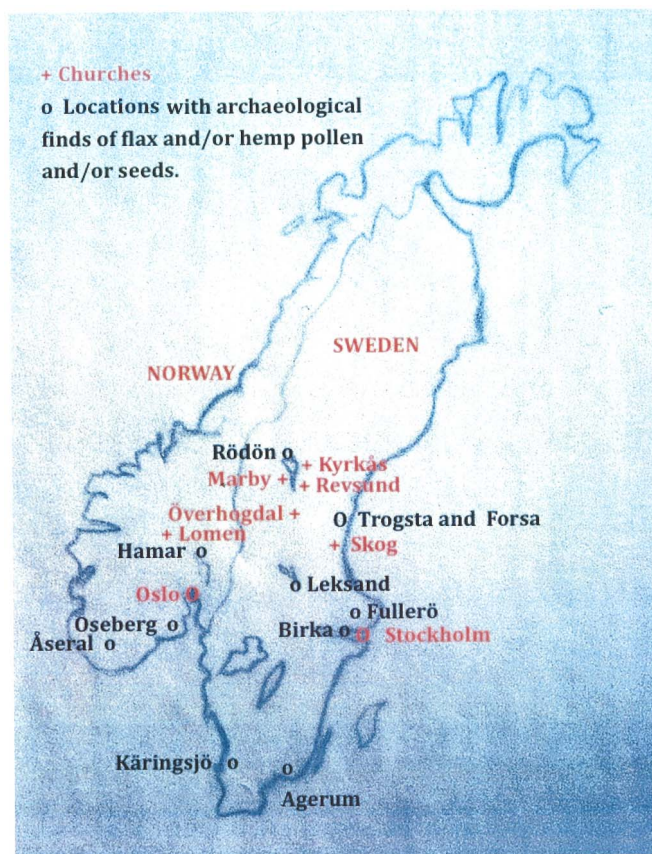 + Churches
o Locations with archaeological
finds of flax and/or hemp pollen
and/or seeds.
SWEDEN
NORWAY
Rödön o
+ Kyrkås
Marby +
+ Revsund
Överhogdal +
O Trogsta and Forsa
+ Lomen
+ Skog
Hamar o
o Leksand
Oslo O
o Fullerö
Oseberg o
Birka o
O Stockholm
Åseral o
Käringsjö o
o
Agerum